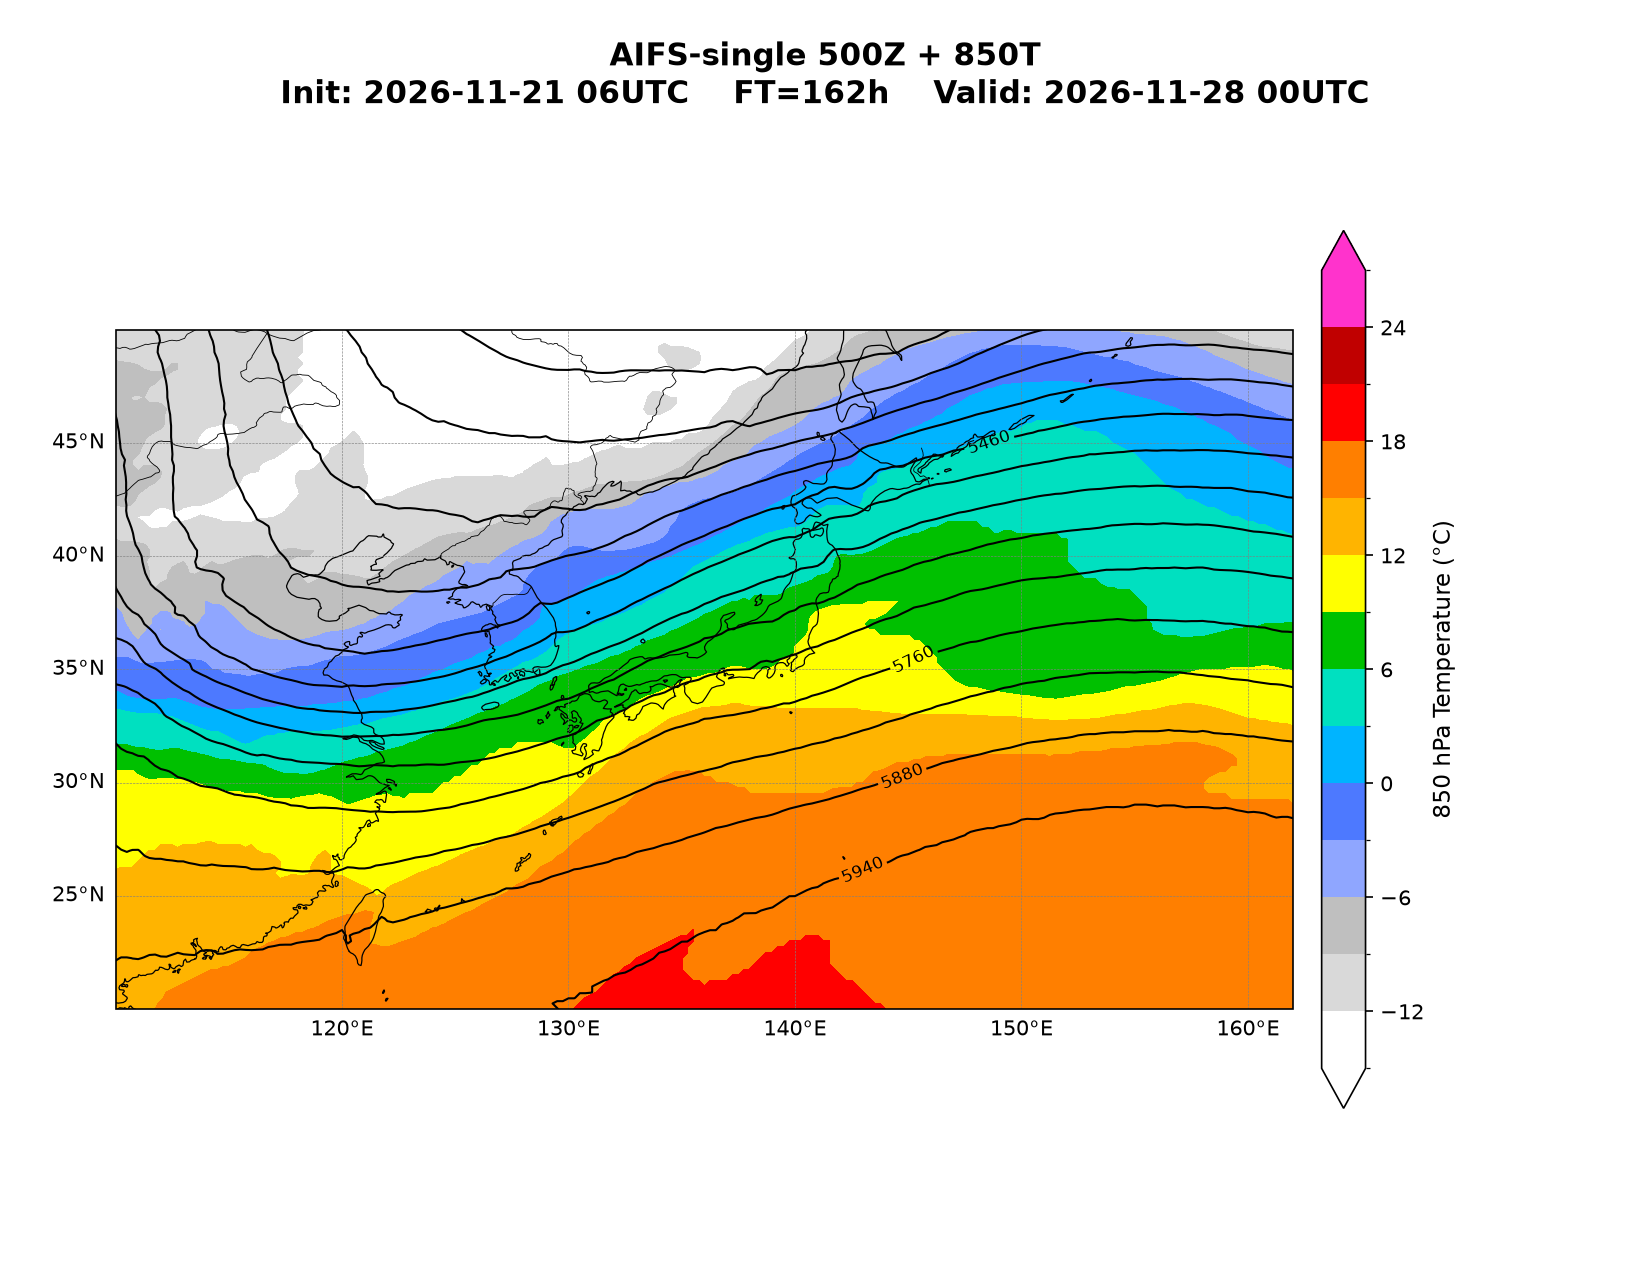 AIFS-single 500Z + 850T
Init: 2026-11-21 06UTC    FT=162h    Valid: 2026-11-28 00UTC
24
18
12
6
0
−6
−12
850 hPa Temperature (°C)
45°N
40°N
35°N
30°N
25°N
5460
5760
5880
5940
120°E
130°E
140°E
150°E
160°E